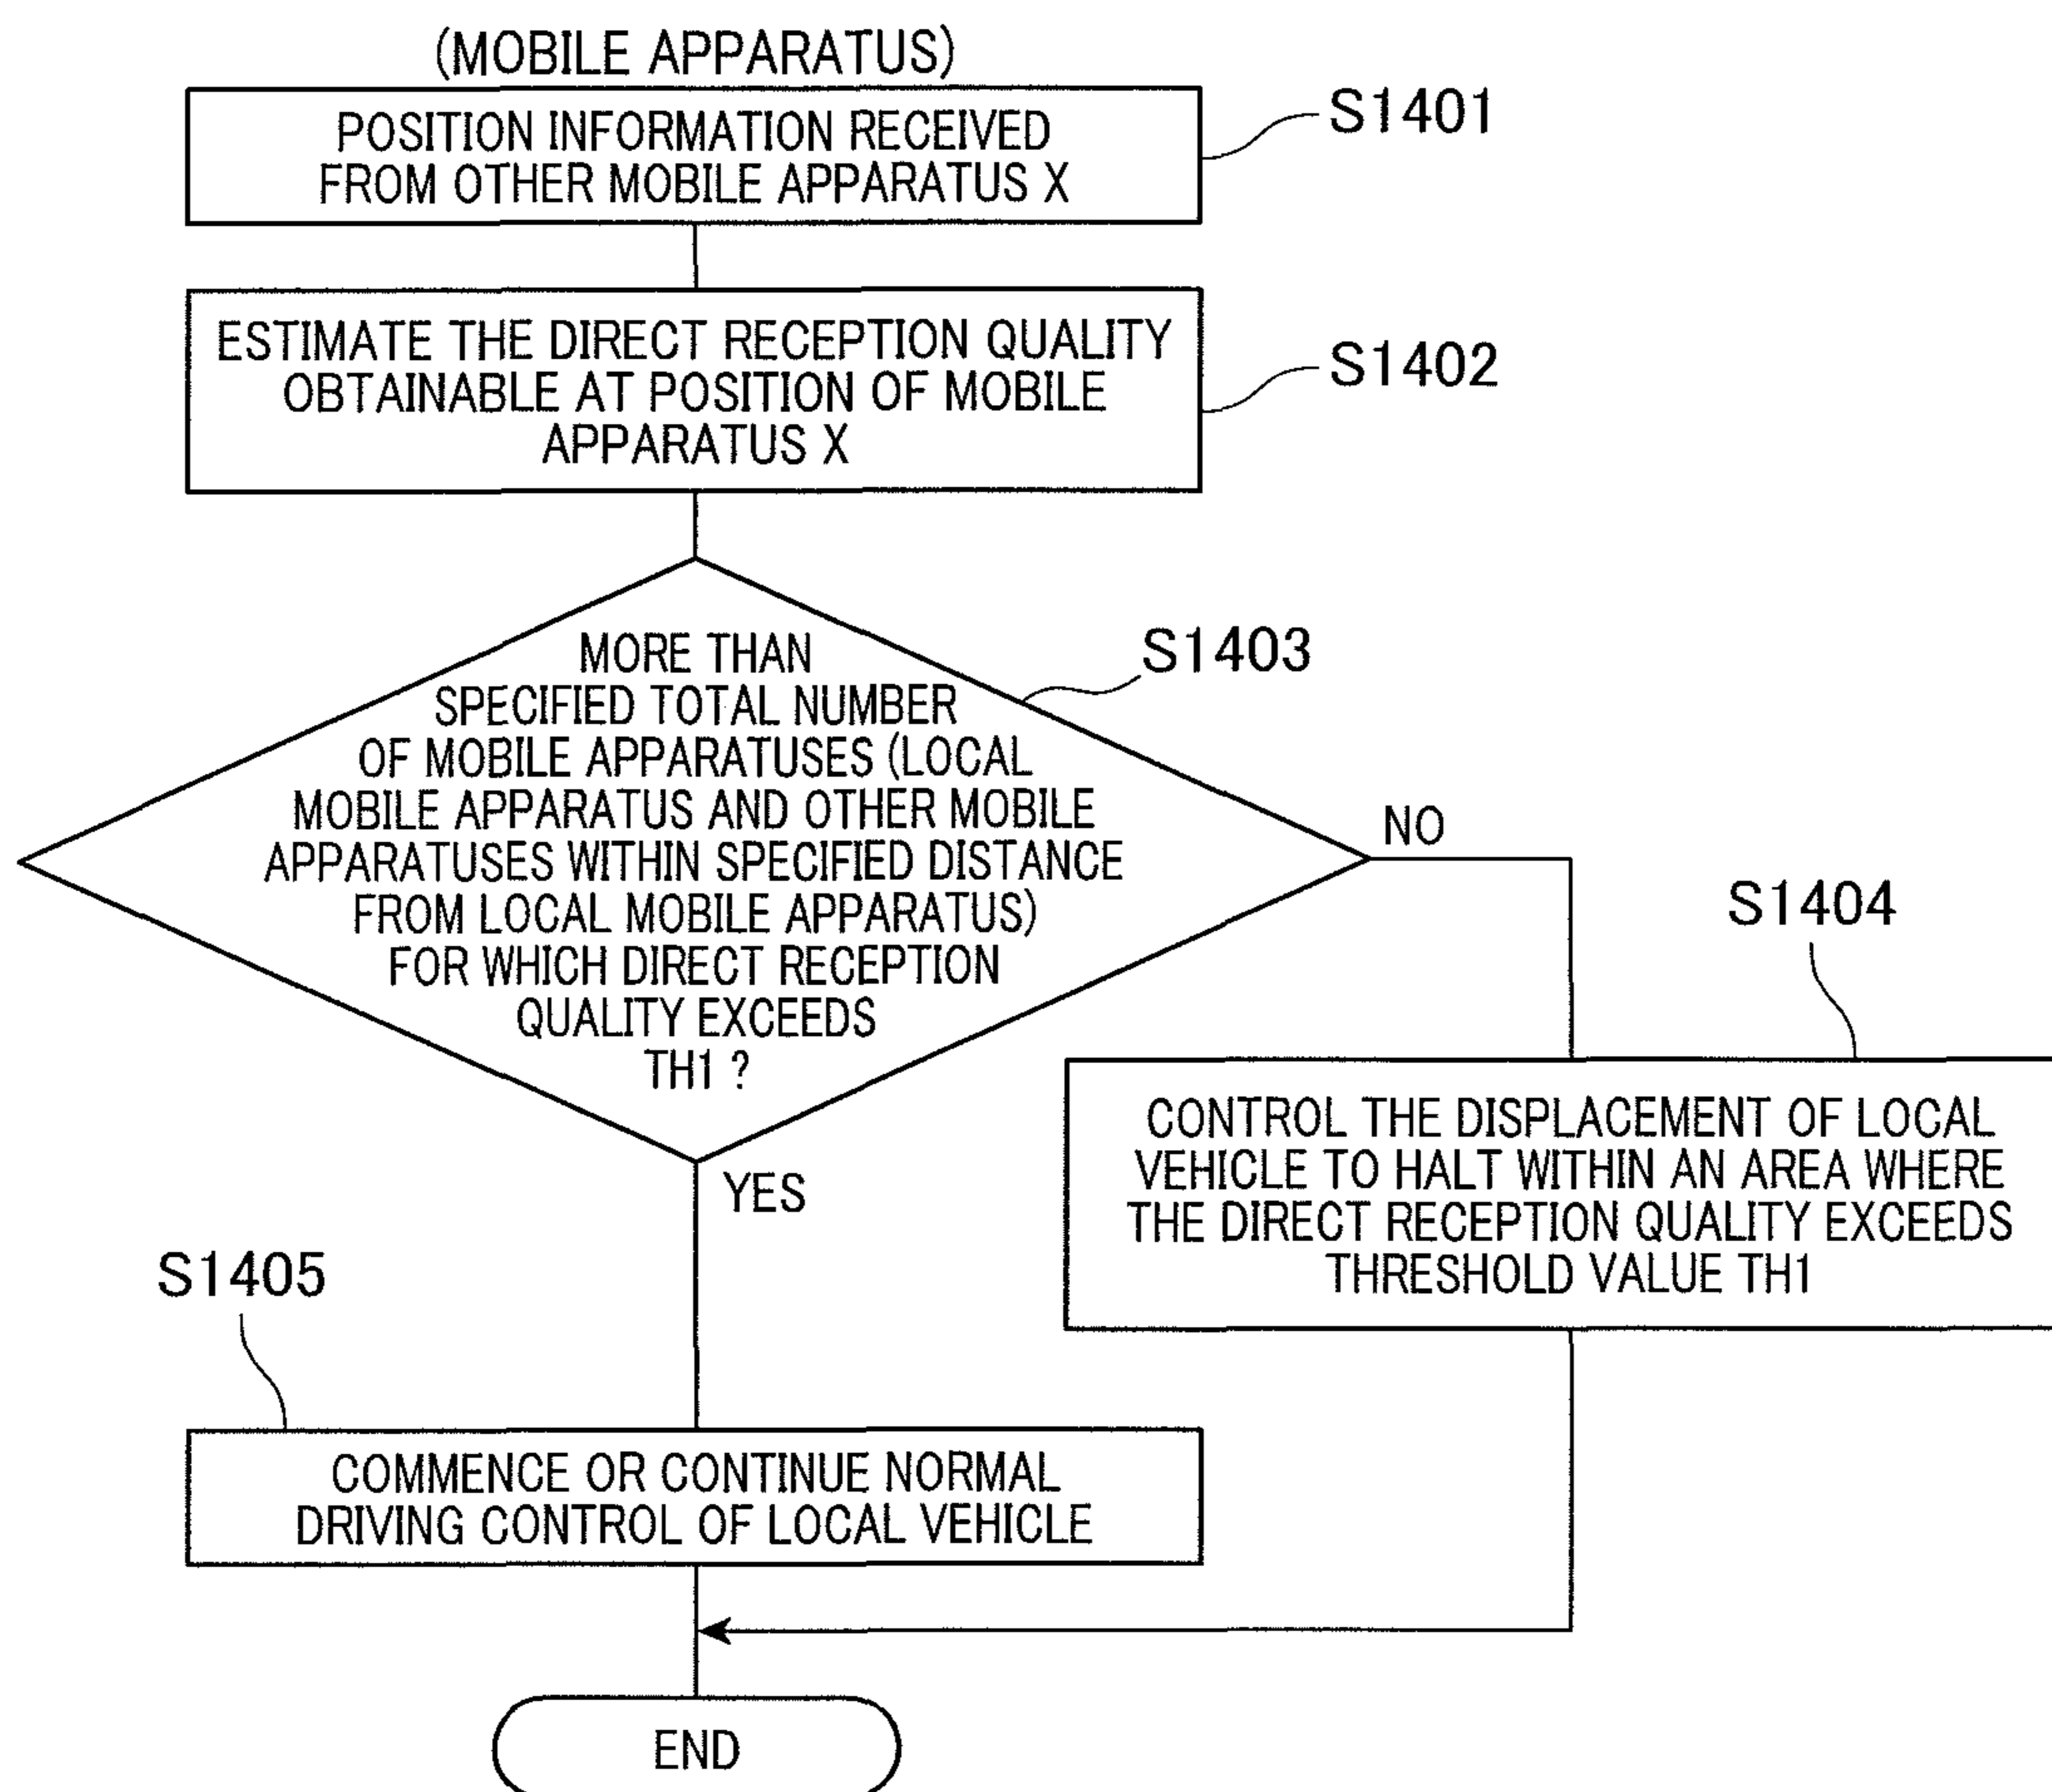 (MOBILE APPARATUS)
POSITION INFORMATION RECEIVED
FROM OTHER MOBILE APPARATUS X
S1401
ESTIMATE THE DIRECT RECEPTION QUALITY
OBTAINABLE AT POSITION OF MOBILE
APPARATUS X
S1402
MORE THAN
SPECIFIED TOTAL NUMBER
OF MOBILE APPARATUSES (LOCAL
MOBILE APPARATUS AND OTHER MOBILE
APPARATUSES WITHIN SPECIFIED DISTANCE
FROM LOCAL MOBILE APPARATUS)
FOR WHICH DIRECT RECEPTION
QUALITY EXCEEDS
TH1 ?
S1403
NO
S1404
CONTROL THE DISPLACEMENT OF LOCAL
VEHICLE TO HALT WITHIN AN AREA WHERE
THE DIRECT RECEPTION QUALITY EXCEEDS
THRESHOLD VALUE TH1
YES
S1405
COMMENCE OR CONTINUE NORMAL
DRIVING CONTROL OF LOCAL VEHICLE
END